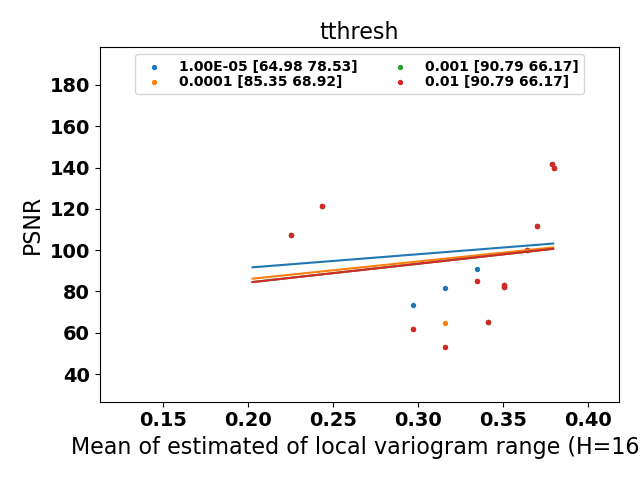 tthresh
1.00E-05 [64.98 78.53]
0.0001 [85.35 68.92]
0.001 [90.79 66.17]
0.01 [90.79 66.17]
PSNR
180
160
140
120
100
80
60
40
0.15 0.20 0.25 0.30 0.35 0.40
Mean of estimated of local variogram range (H=16